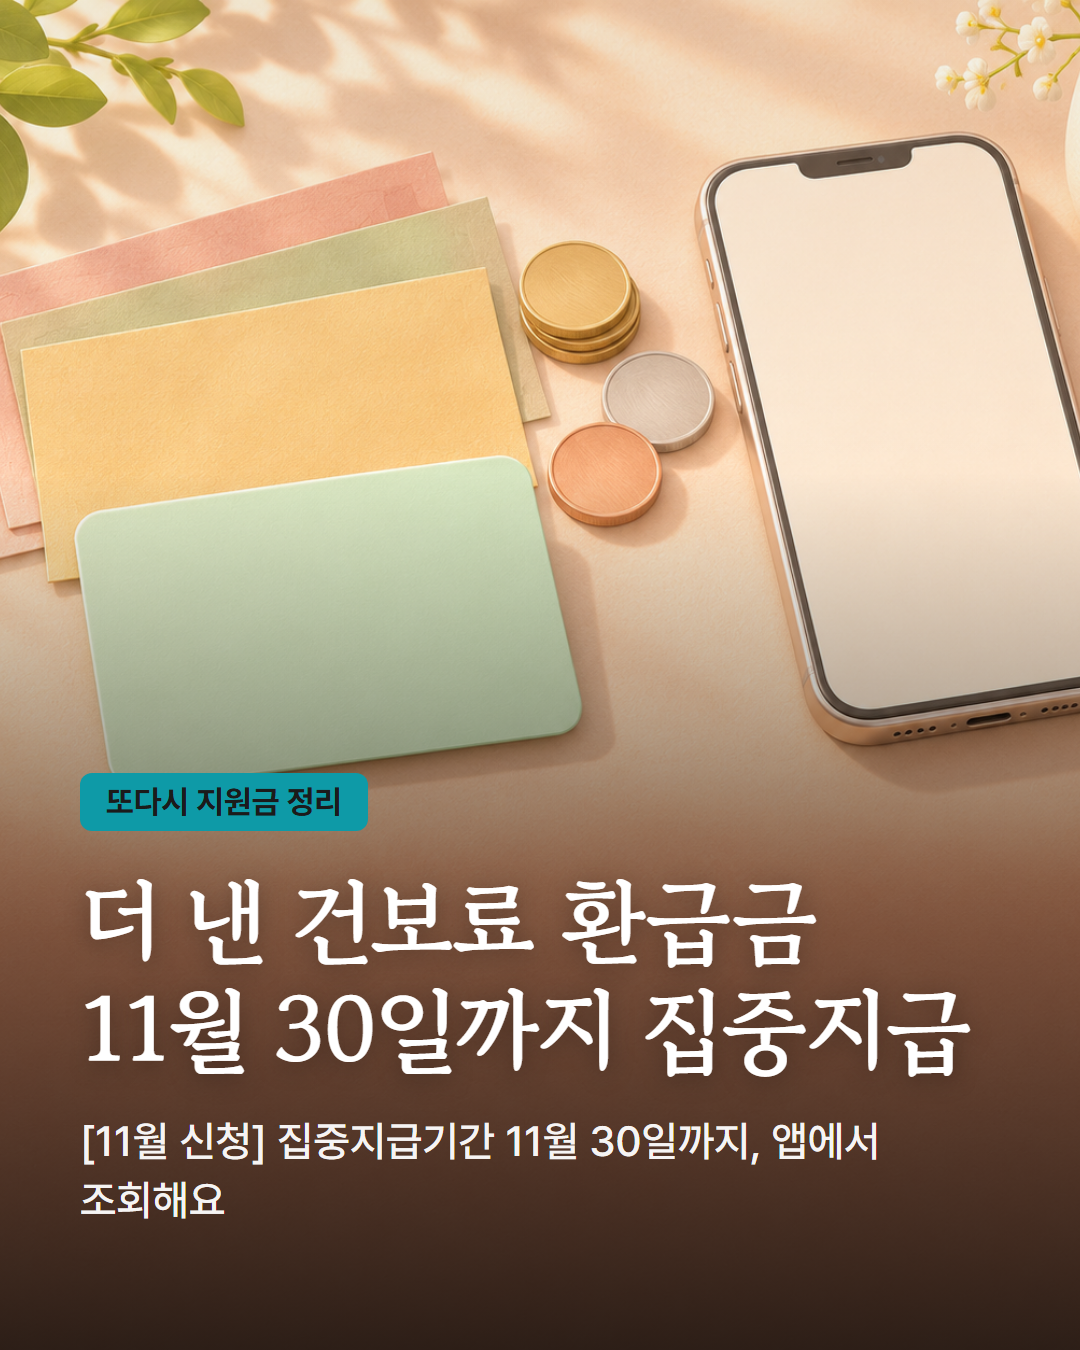 또다시 지원금 정리
더 낸 건보료 환급금
11월 30일까지 집중지급
[11월 신청] 집중지급기간 11월 30일까지, 앱에서
조회해요